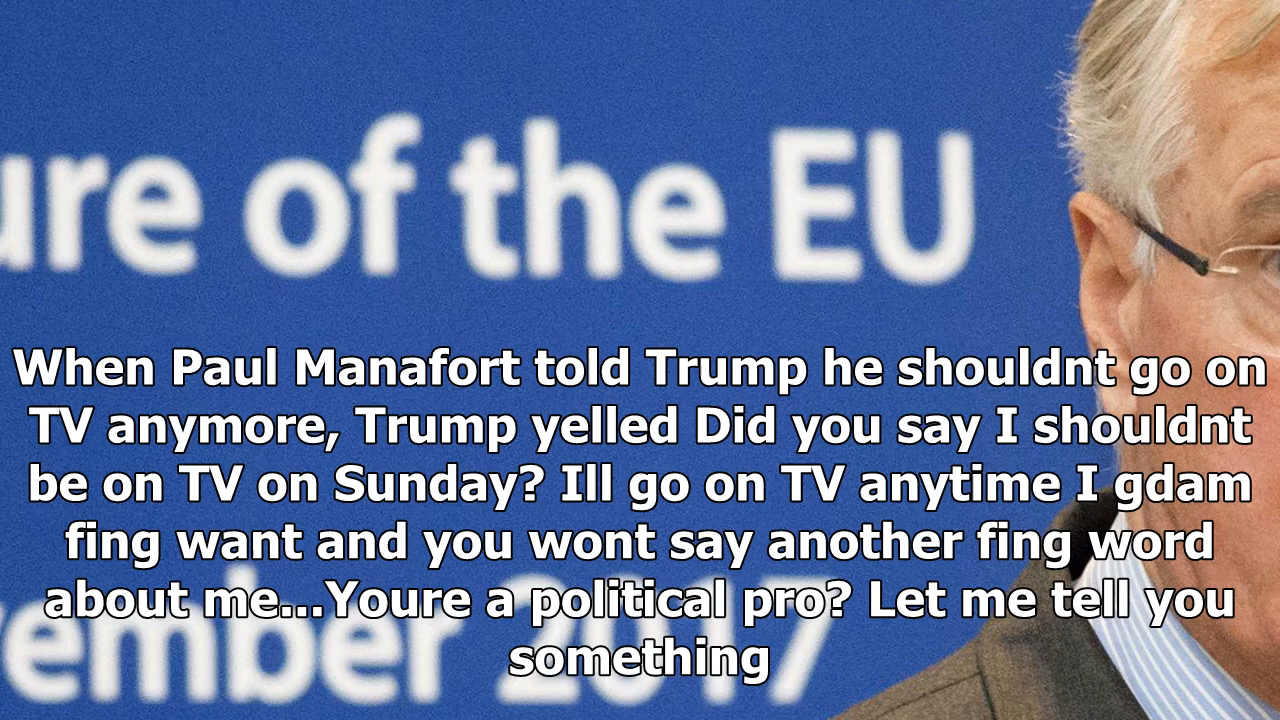 ure of the EU
When Paul Manafort told Trump he shouldnt go on
TV anymore, Trump yelled Did you say I shouldnt
be on TV on Sunday? Ill go on TV anytime I gdam
fing want and you wont say another fing word
about me...Youre a political pro? Let me tell you
something
vember 2017